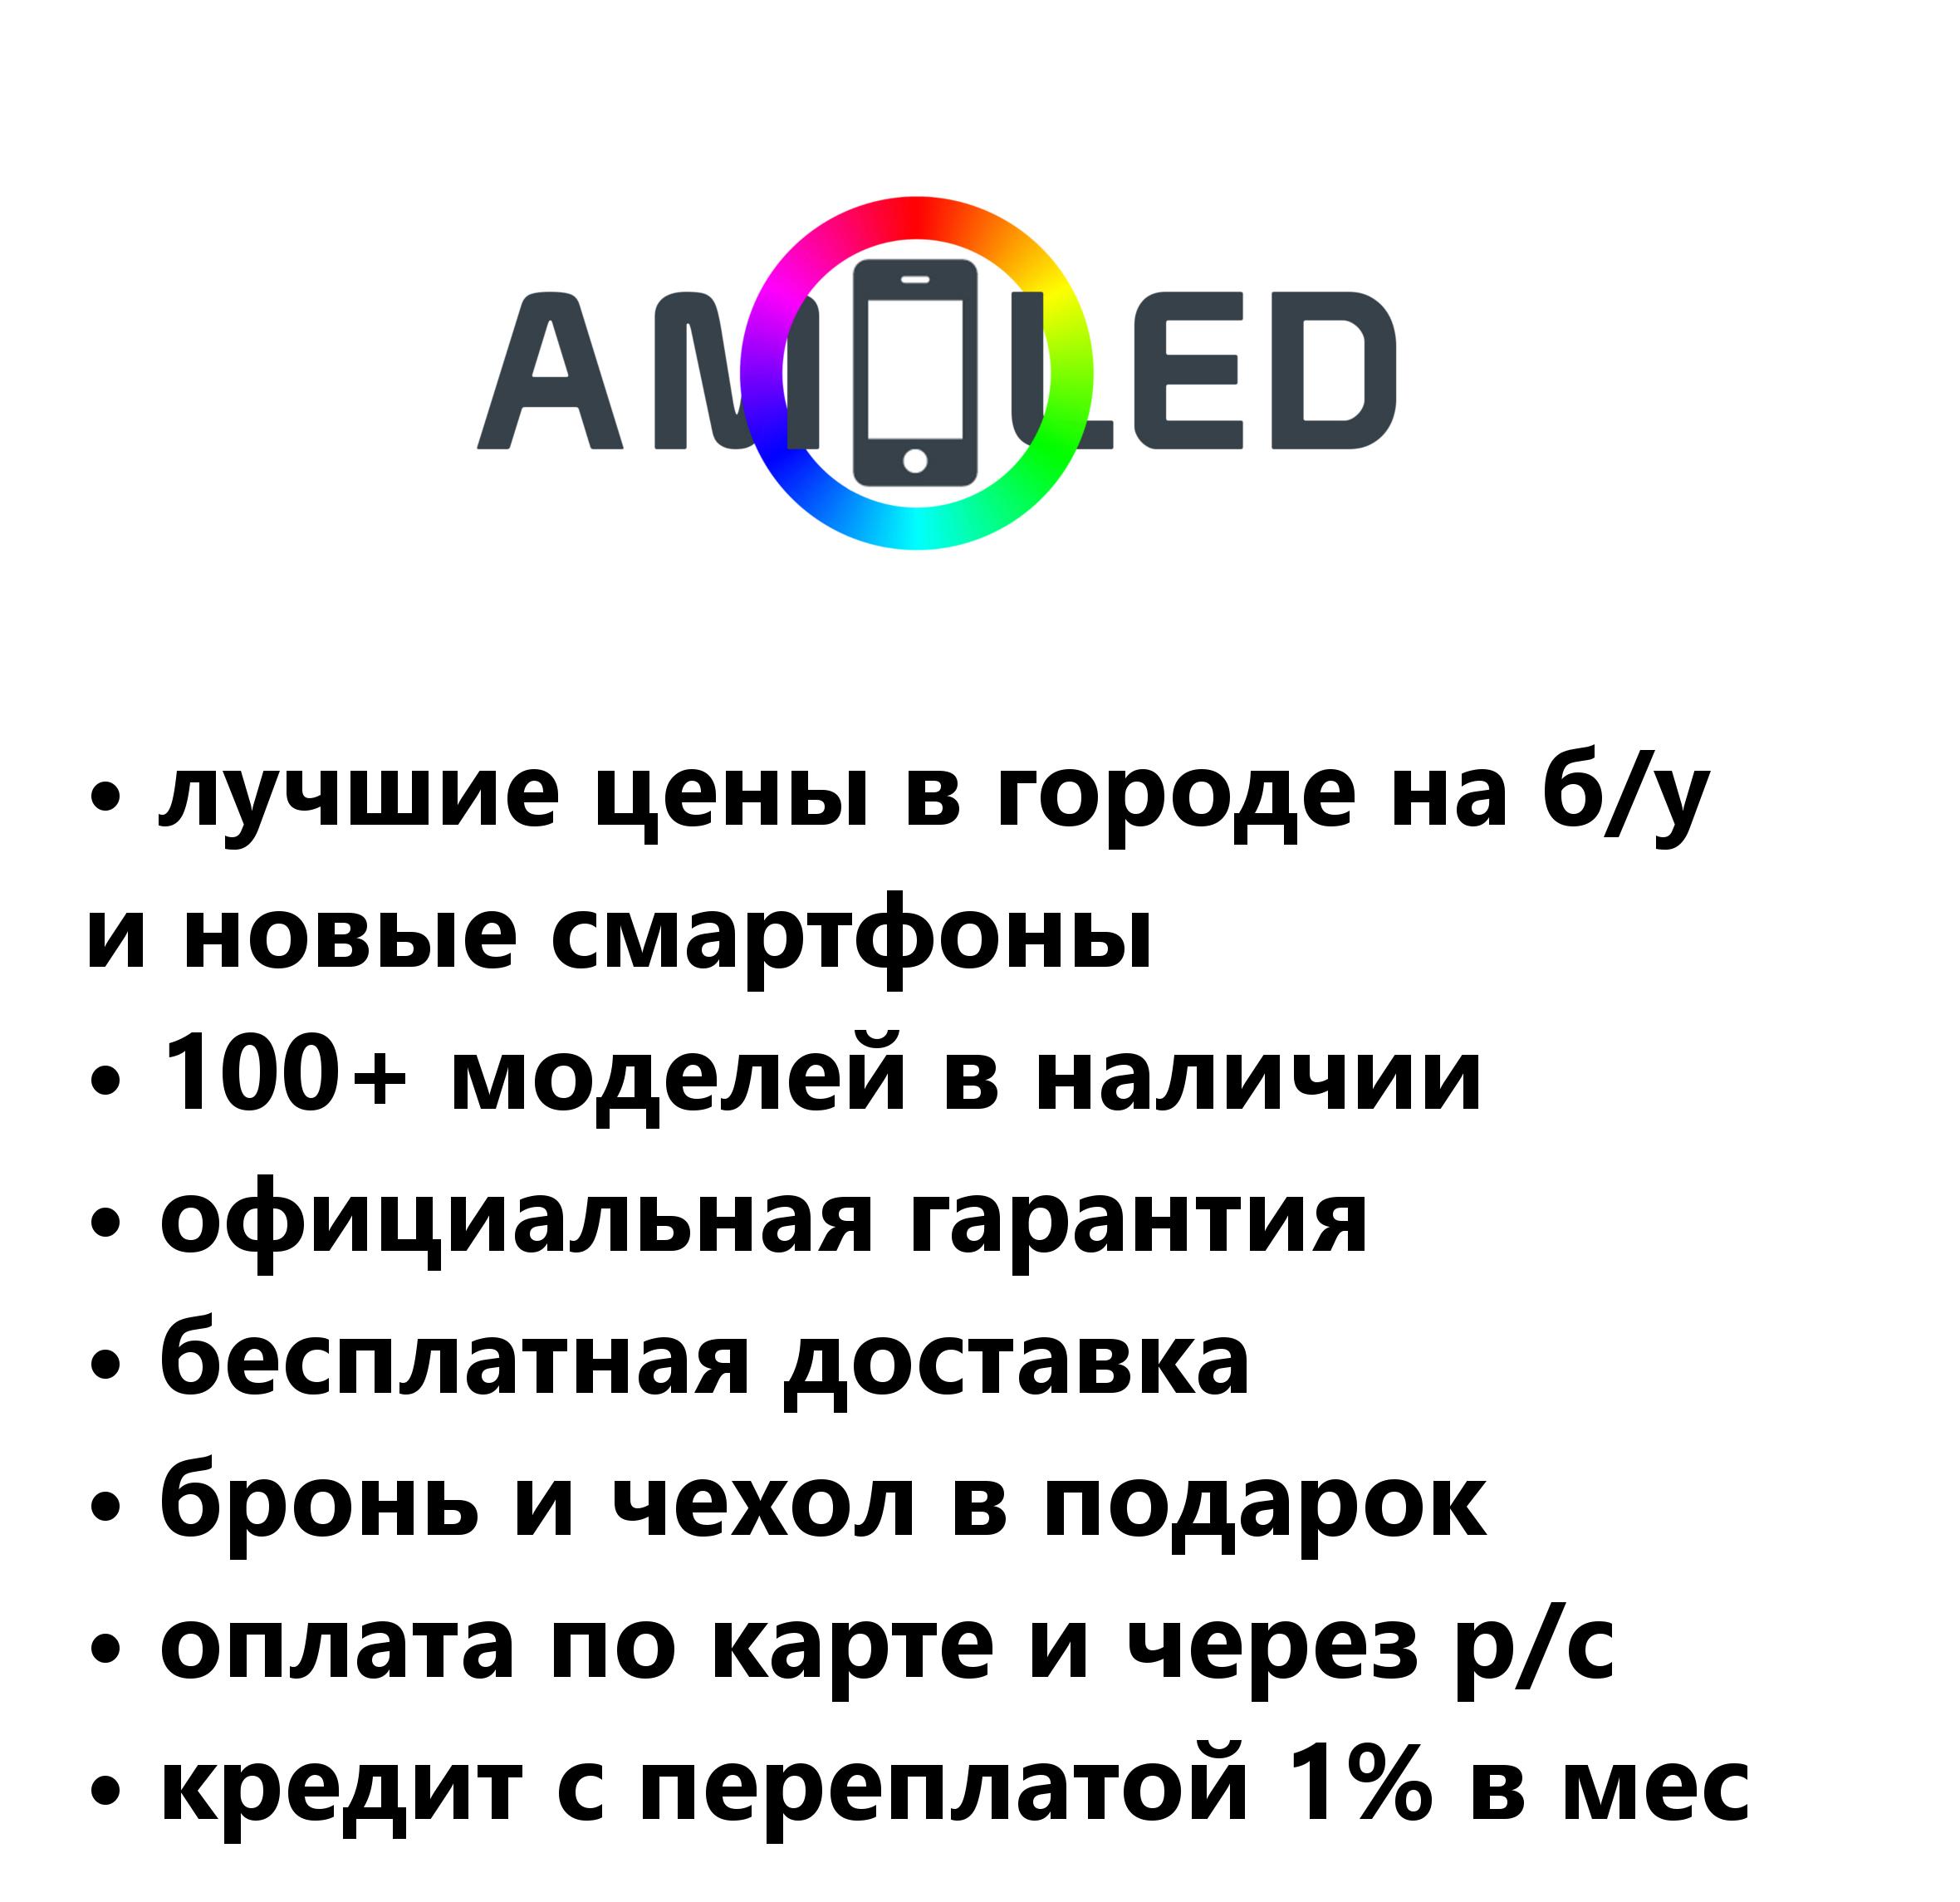 AMOLED
• лучшие цены в городе на б/у
и новые смартфоны
• 100+ моделей в наличии
• официальная гарантия
• бесплатная доставка
• бронь и чехол в подарок
• оплата по карте и через р/с
• кредит с переплатой 1% в мес